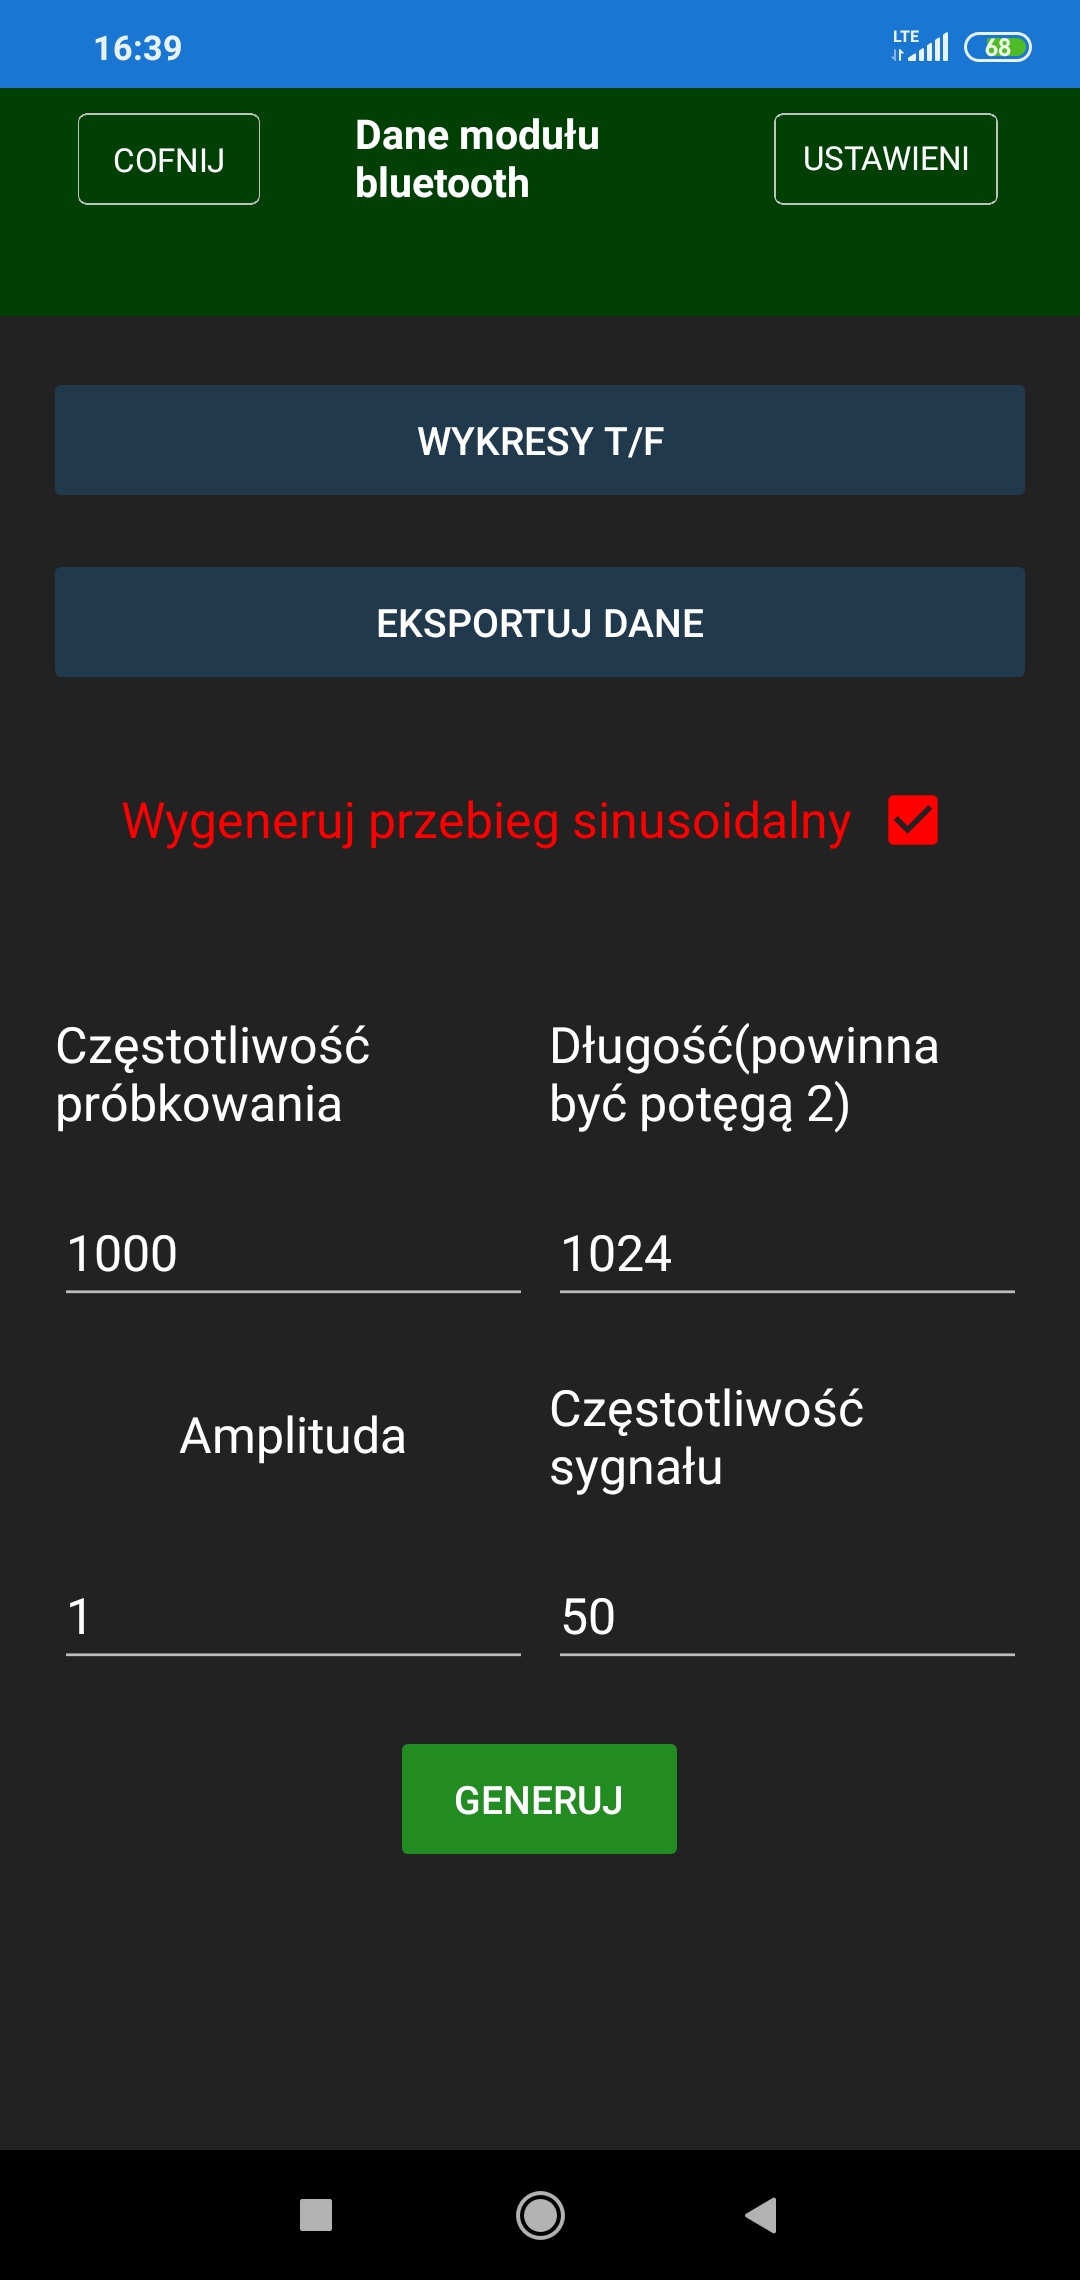 16:39
LTE
68
COFNIJ
Dane modułu
bluetooth
USTAWIENI
WYKRESY T/F
EKSPORTUJ DANE
Wygeneruj przebieg sinusoidalny
Częstotliwość
próbkowania
Długość(powinna
być potęgą 2)
1000
1024
Amplituda
Częstotliwość
sygnału
1
50
GENERUJ